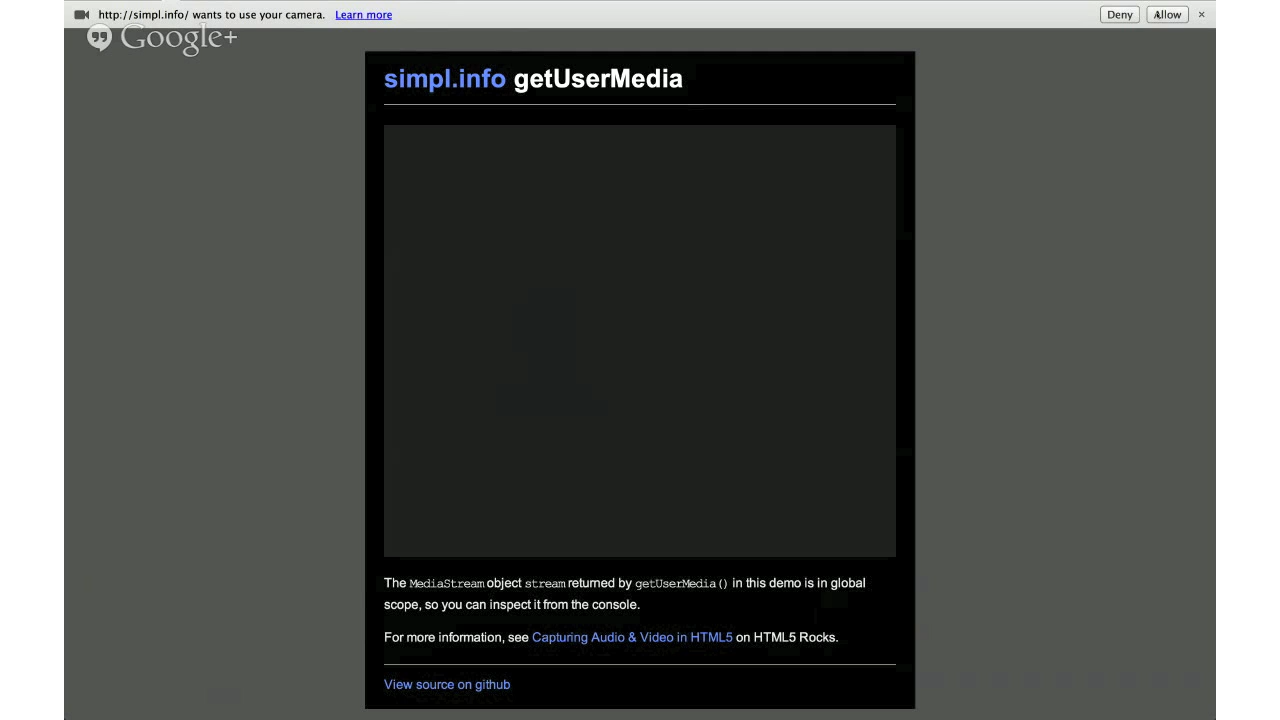 http://simpl.info/ wants to use your camera. Learn more Deny Allow ×
Google+
simpl.info getUserMedia
The MediaStream object stream returned by getUserMedia() in this demo is in global
scope, so you can inspect it from the console.
For more information, see Capturing Audio & Video in HTML5 on HTML5 Rocks.
View source on github